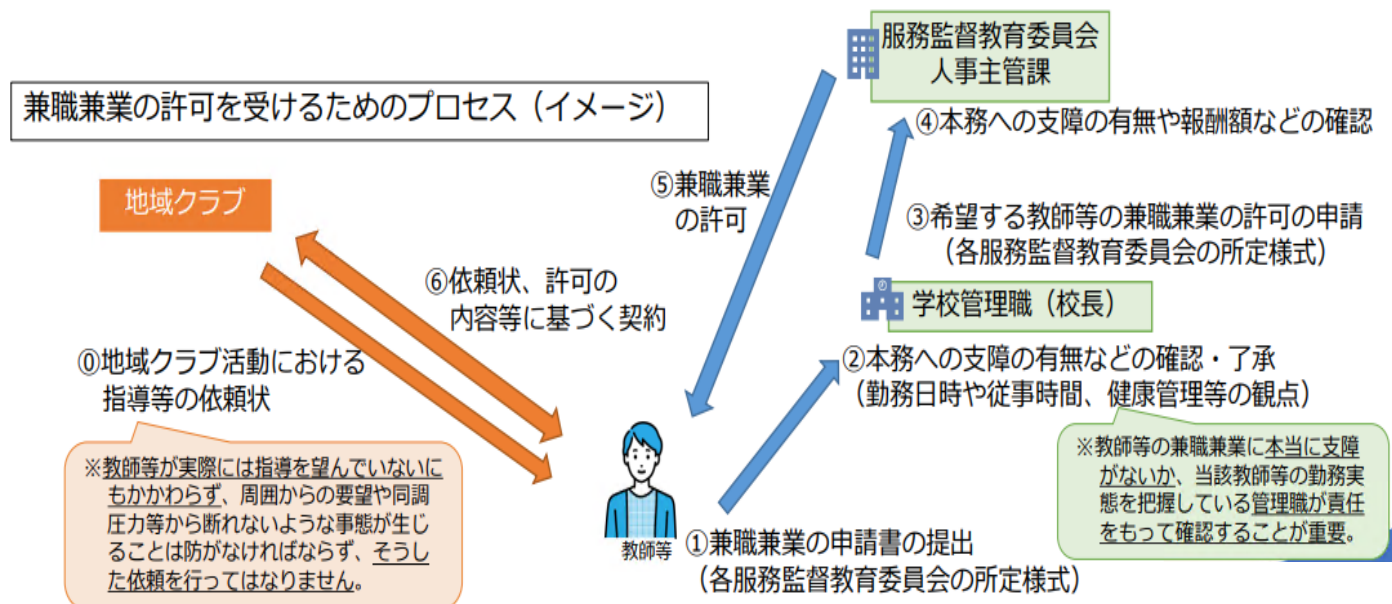 兼職兼業の許可を受けるためのプロセス（イメージ）
服務監督教育委員会
人事主管課
④本務への支障の有無や報酬額などの確認
⑤兼職兼業
の許可
地域クラブ
③希望する教師等の兼職兼業の許可の申請
（各服務監督教育委員会の所定様式）
⑥依頼状、許可の
内容等に基づく契約
学校管理職（校長）
⓪地域クラブ活動における
指導等の依頼状
②本務への支障の有無などの確認・了承
（勤務日時や従事時間、健康管理等の観点）
※教師等が実際には指導を望んでいないに
もかかわらず、周囲からの要望や同調
圧力等から断れないような事態が生じ
ることは防がなければならず、そうし
た依頼を行ってはなりません。
※教師等の兼職兼業に本当に支障
がないか、当該教師等の勤務実
態を把握している管理職が責任
をもって確認することが重要。
教師等
①兼職兼業の申請書の提出
（各服務監督教育委員会の所定様式）